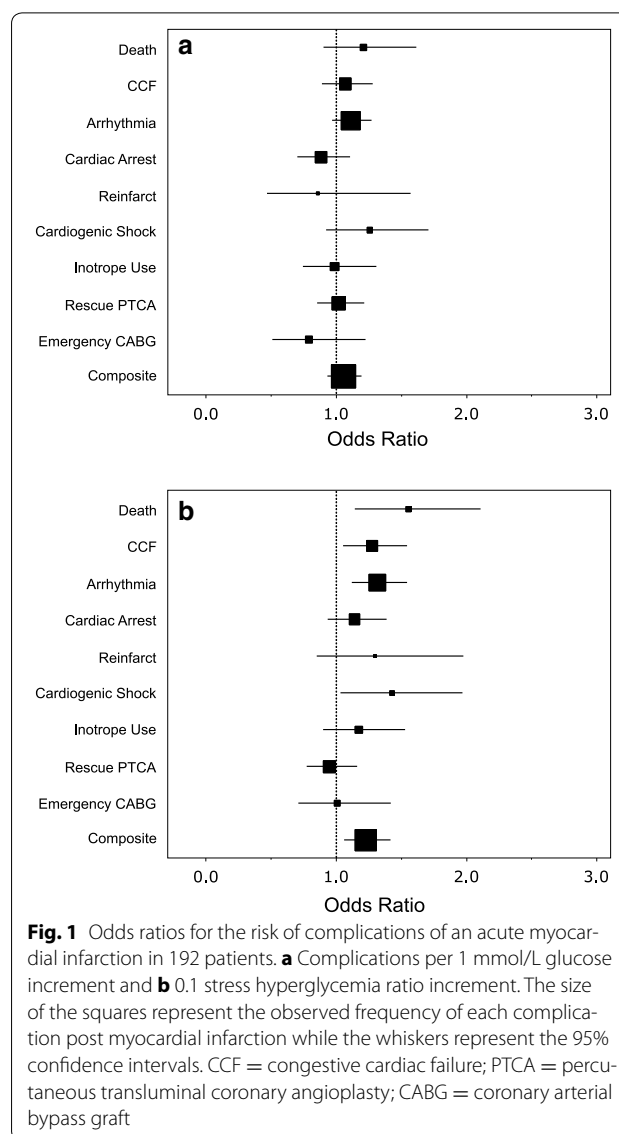 a
Death
CCF
Arrhythmia
Cardiac Arrest
Reinfarct
Cardiogenic Shock
Inotrope Use
Rescue PTCA
Emergency CABG
Composite
0.0 1.0 2.0 3.0
Odds Ratio
b
Death
CCF
Arrhythmia
Cardiac Arrest
Reinfarct
Cardiogenic Shock
Inotrope Use
Rescue PTCA
Emergency CABG
Composite
0.0 1.0 2.0 3.0
Odds Ratio
Fig. 1 Odds ratios for the risk of complications of an acute myocar-
dial infarction in 192 patients. a Complications per 1 mmol/L glucose
increment and b 0.1 stress hyperglycemia ratio increment. The size
of the squares represent the observed frequency of each complica-
tion post myocardial infarction while the whiskers represent the 95%
confidence intervals. CCF = congestive cardiac failure; PTCA = percu-
taneous transluminal coronary angioplasty; CABG = coronary arterial
bypass graft